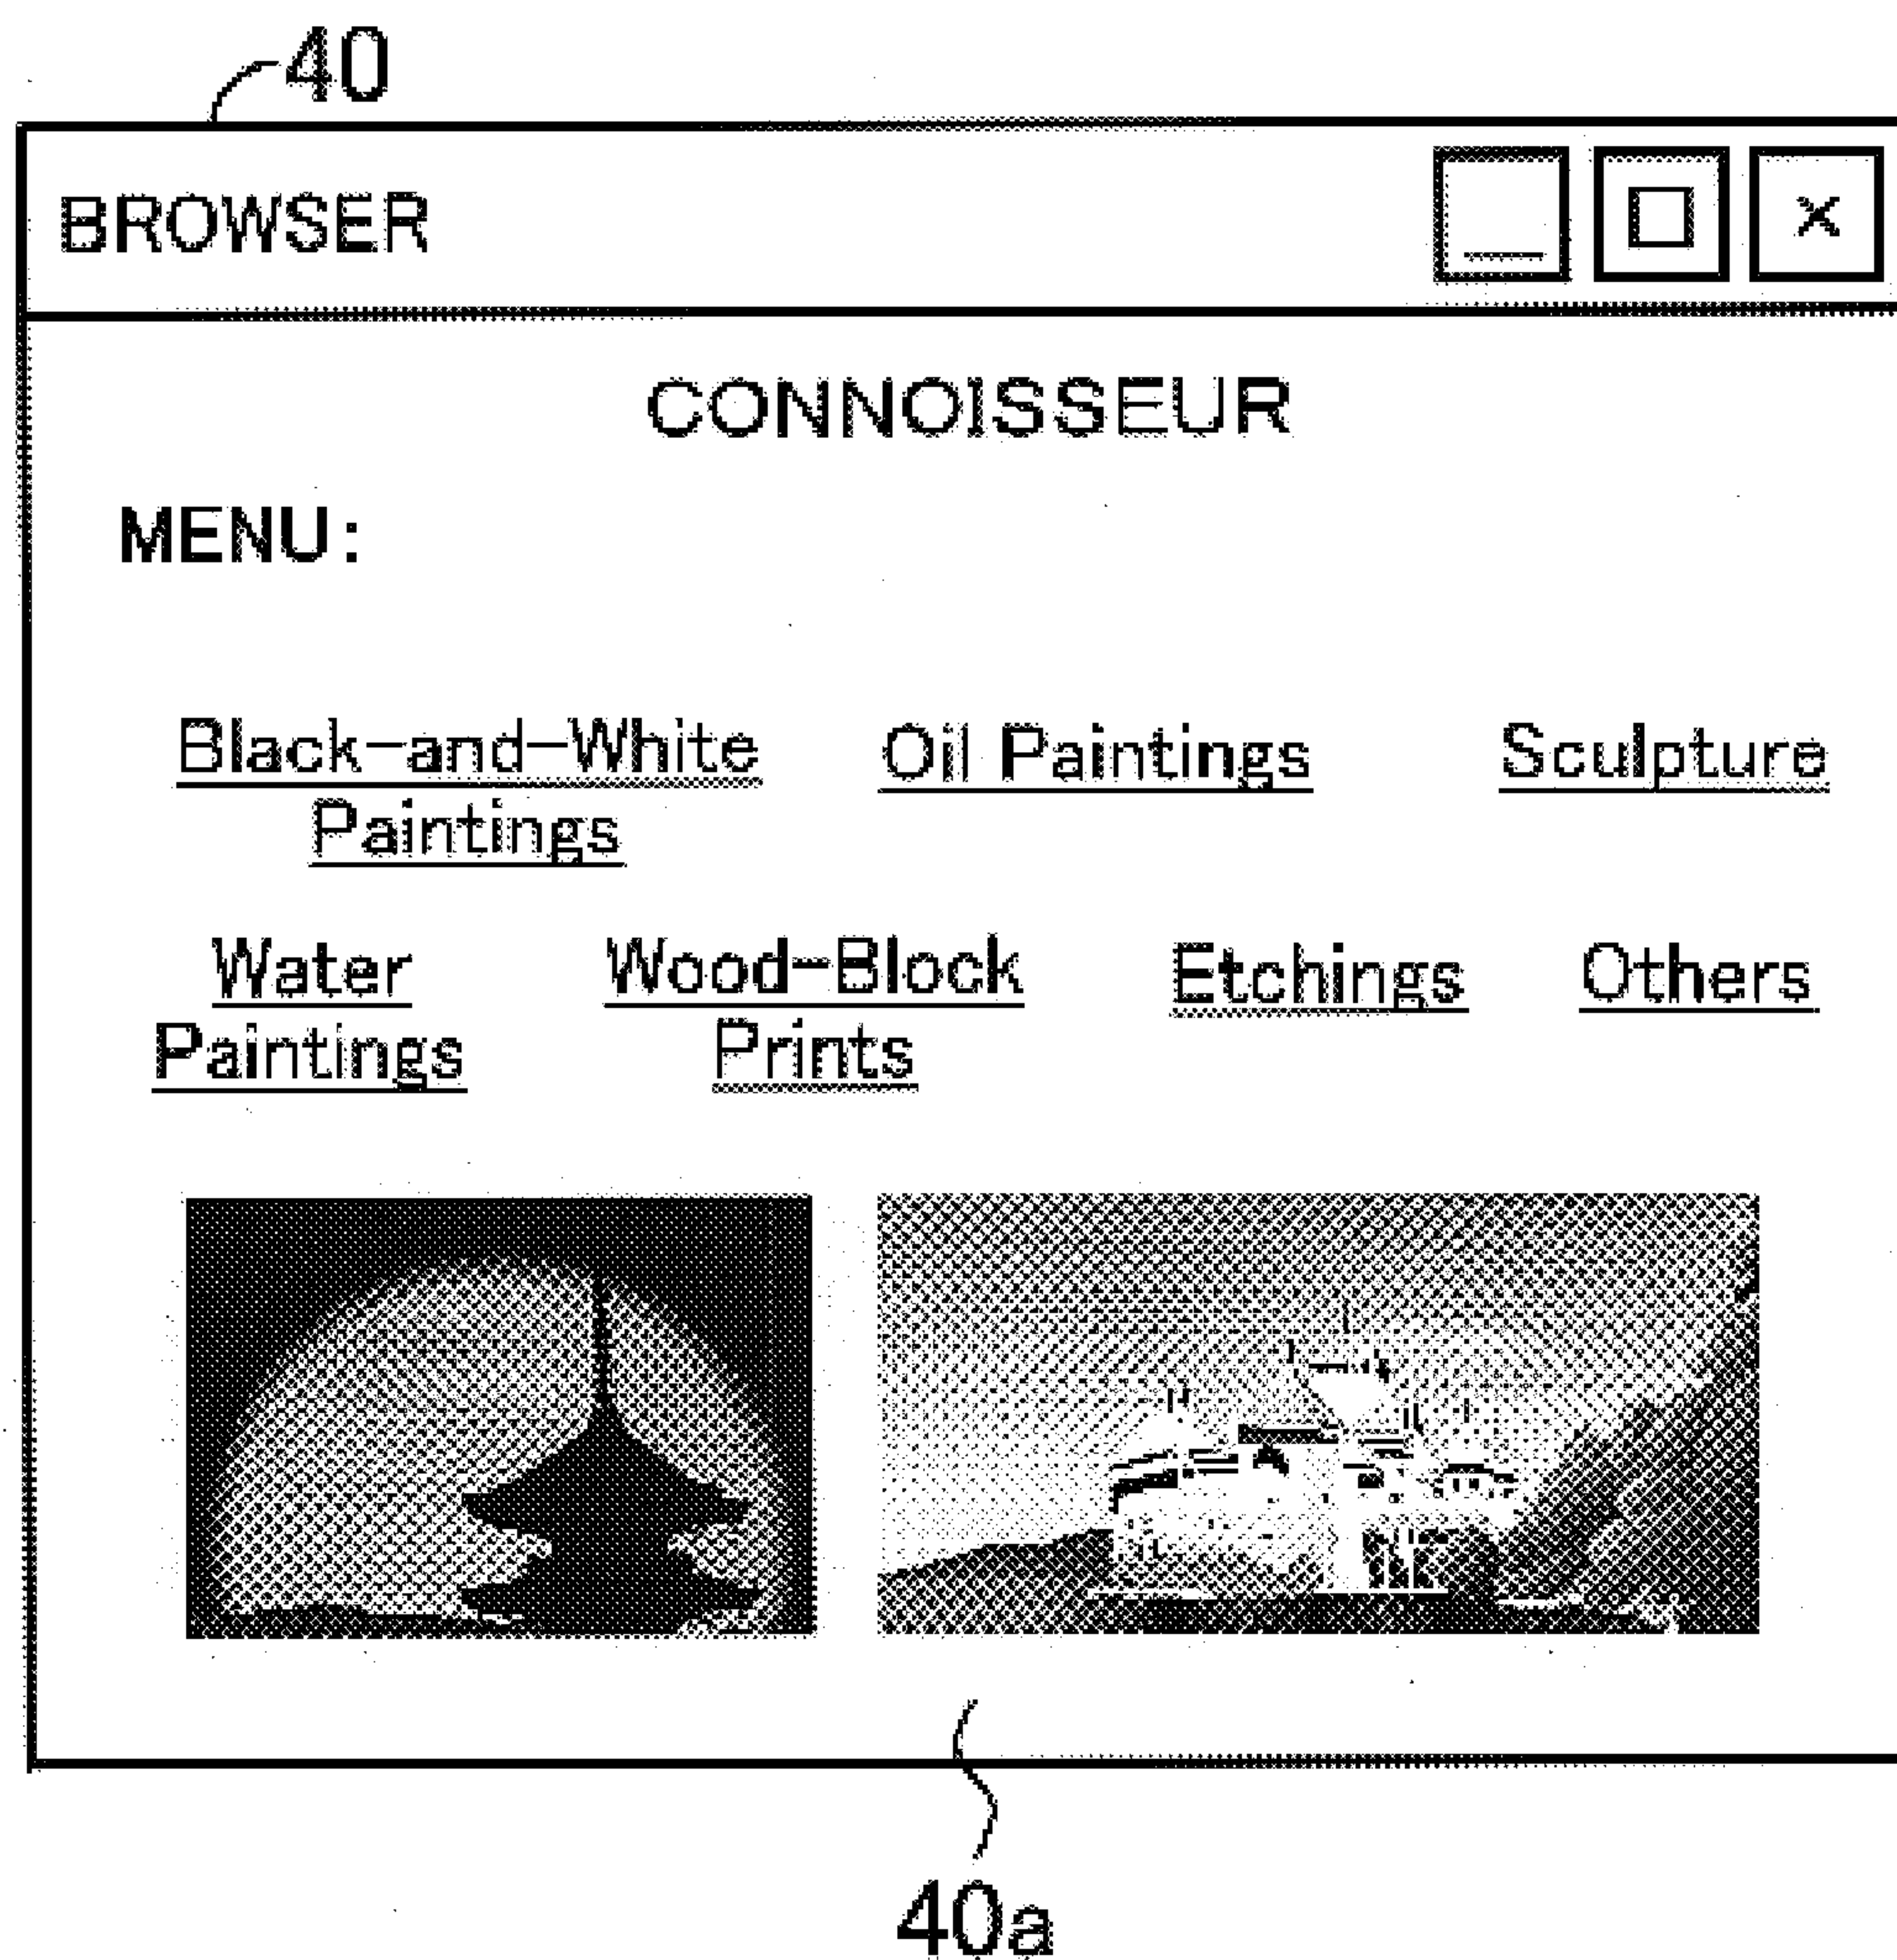 40
BROWSER
CONNOISSEUR
MENU:
Black-and-White Oil Paintings Sculpture
Paintings
Water Wood-Block Etchings Others
Paintings Prints
40a